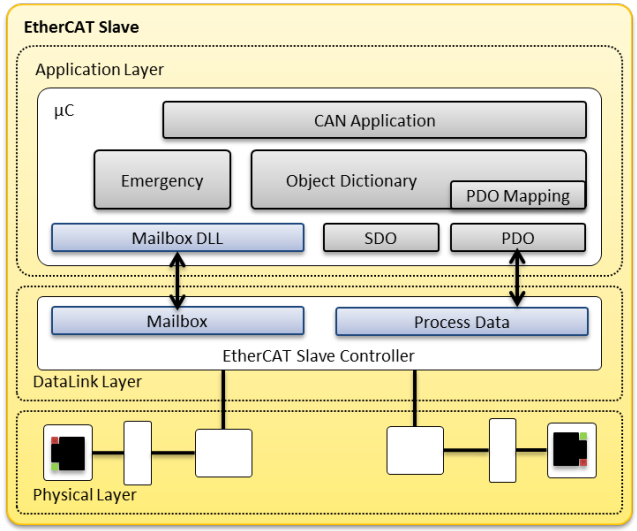 EtherCAT Slave
Application Layer
µC
CAN Application
Emergency
Object Dictionary
PDO Mapping
Mailbox DLL
SDO
PDO
Mailbox
Process Data
EtherCAT Slave Controller
DataLink Layer
Physical Layer